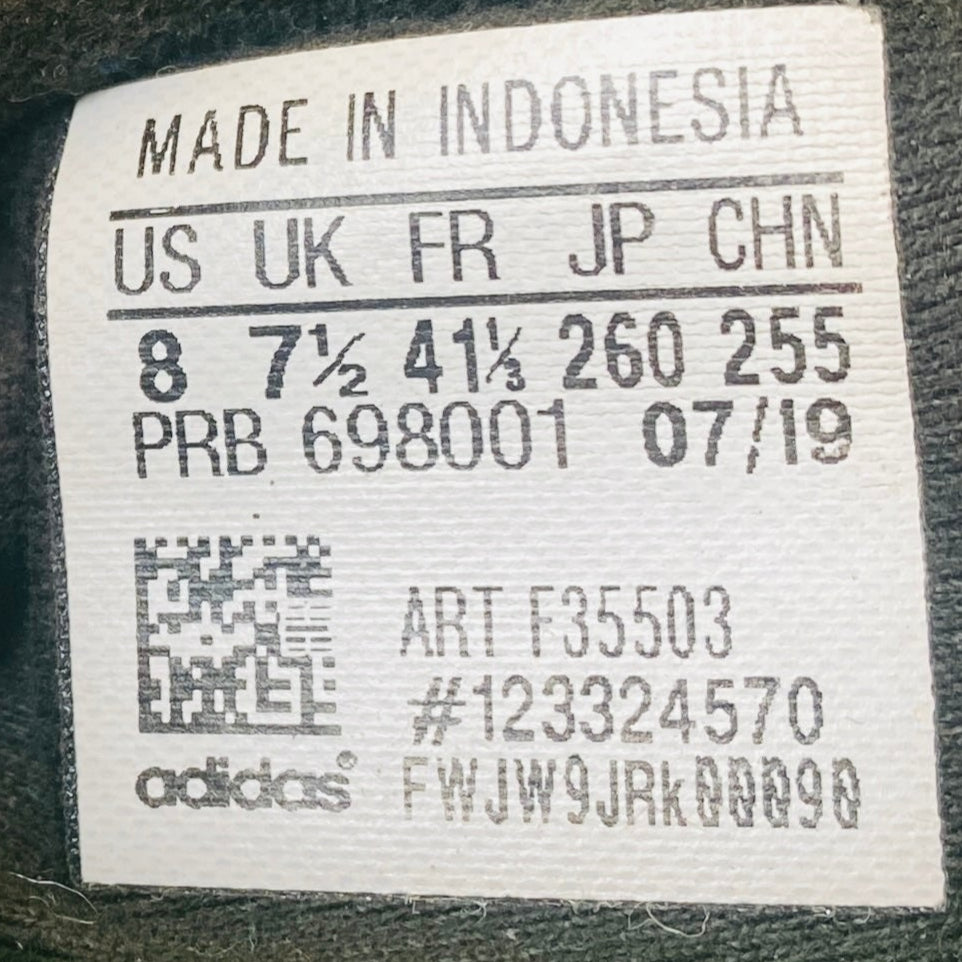 MADE IN INDONESIA
US UK FR JP CHN
8 7½ 41⅓ 260 255
PRB 698001 07/19
ART F35503
#123324570
adidas® FWJW9JRk00090